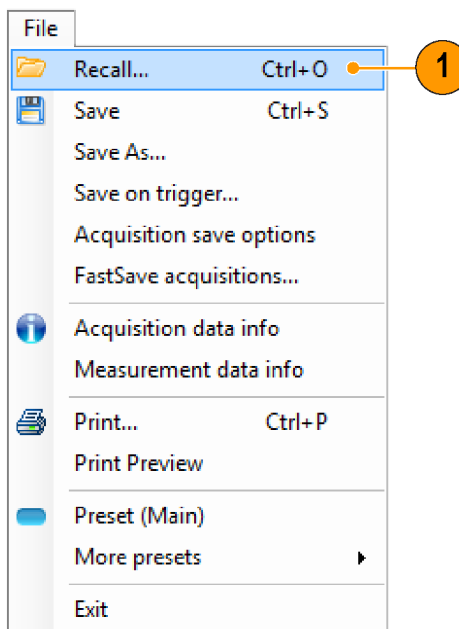 File
Recall... Ctrl+O 1
Save Ctrl+S
Save As...
Save on trigger...
Acquisition save options
FastSave acquisitions...
Acquisition data info
Measurement data info
Print... Ctrl+P
Print Preview
Preset (Main)
More presets
Exit